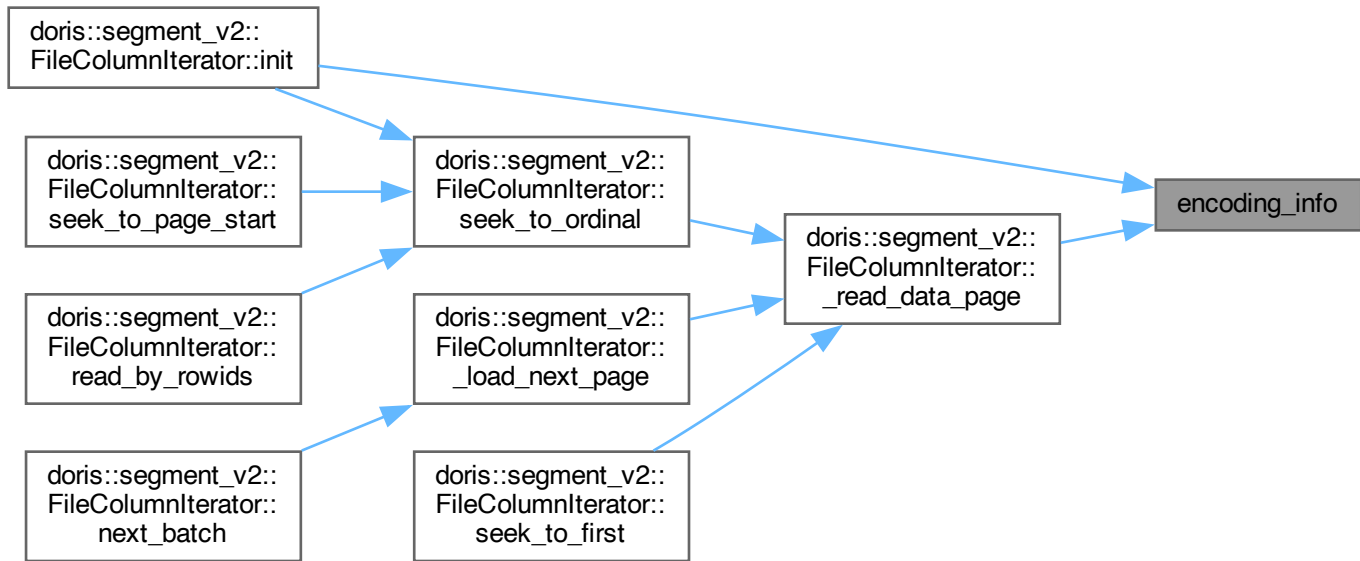 doris::segment_v2::
FileColumnIterator::init
doris::segment_v2::
FileColumnIterator::
seek_to_page_start
doris::segment_v2::
FileColumnIterator::
read_by_rowids
doris::segment_v2::
FileColumnIterator::
next_batch
doris::segment_v2::
FileColumnIterator::
seek_to_ordinal
doris::segment_v2::
FileColumnIterator::
_load_next_page
doris::segment_v2::
FileColumnIterator::
seek_to_first
doris::segment_v2::
FileColumnIterator::
_read_data_page
encoding_info